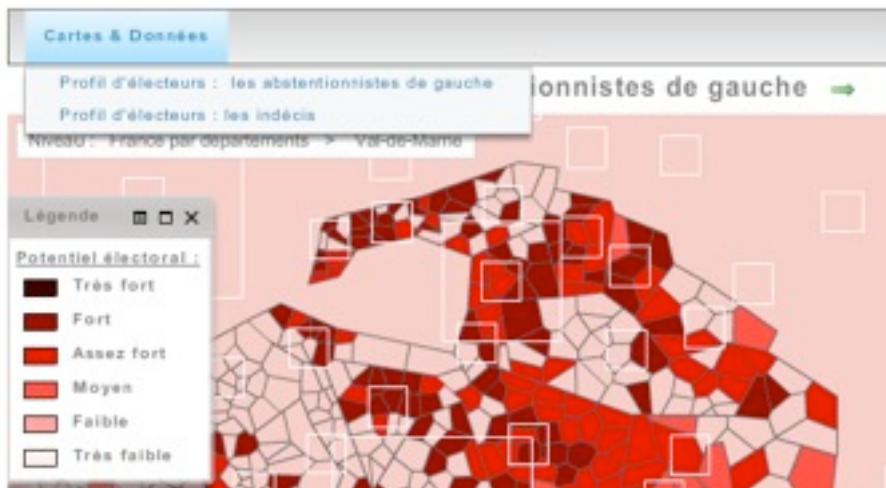 Cartes & Données
Profil d'électeurs : les abstentionnistes de gauche
Profil d'électeurs : les indécis
ionnistes de gauche
Niveau : France par départements > Val-de-Marne
Légende
Potentiel électoral :
Très fort
Fort
Assez fort
Moyen
Faible
Très faible